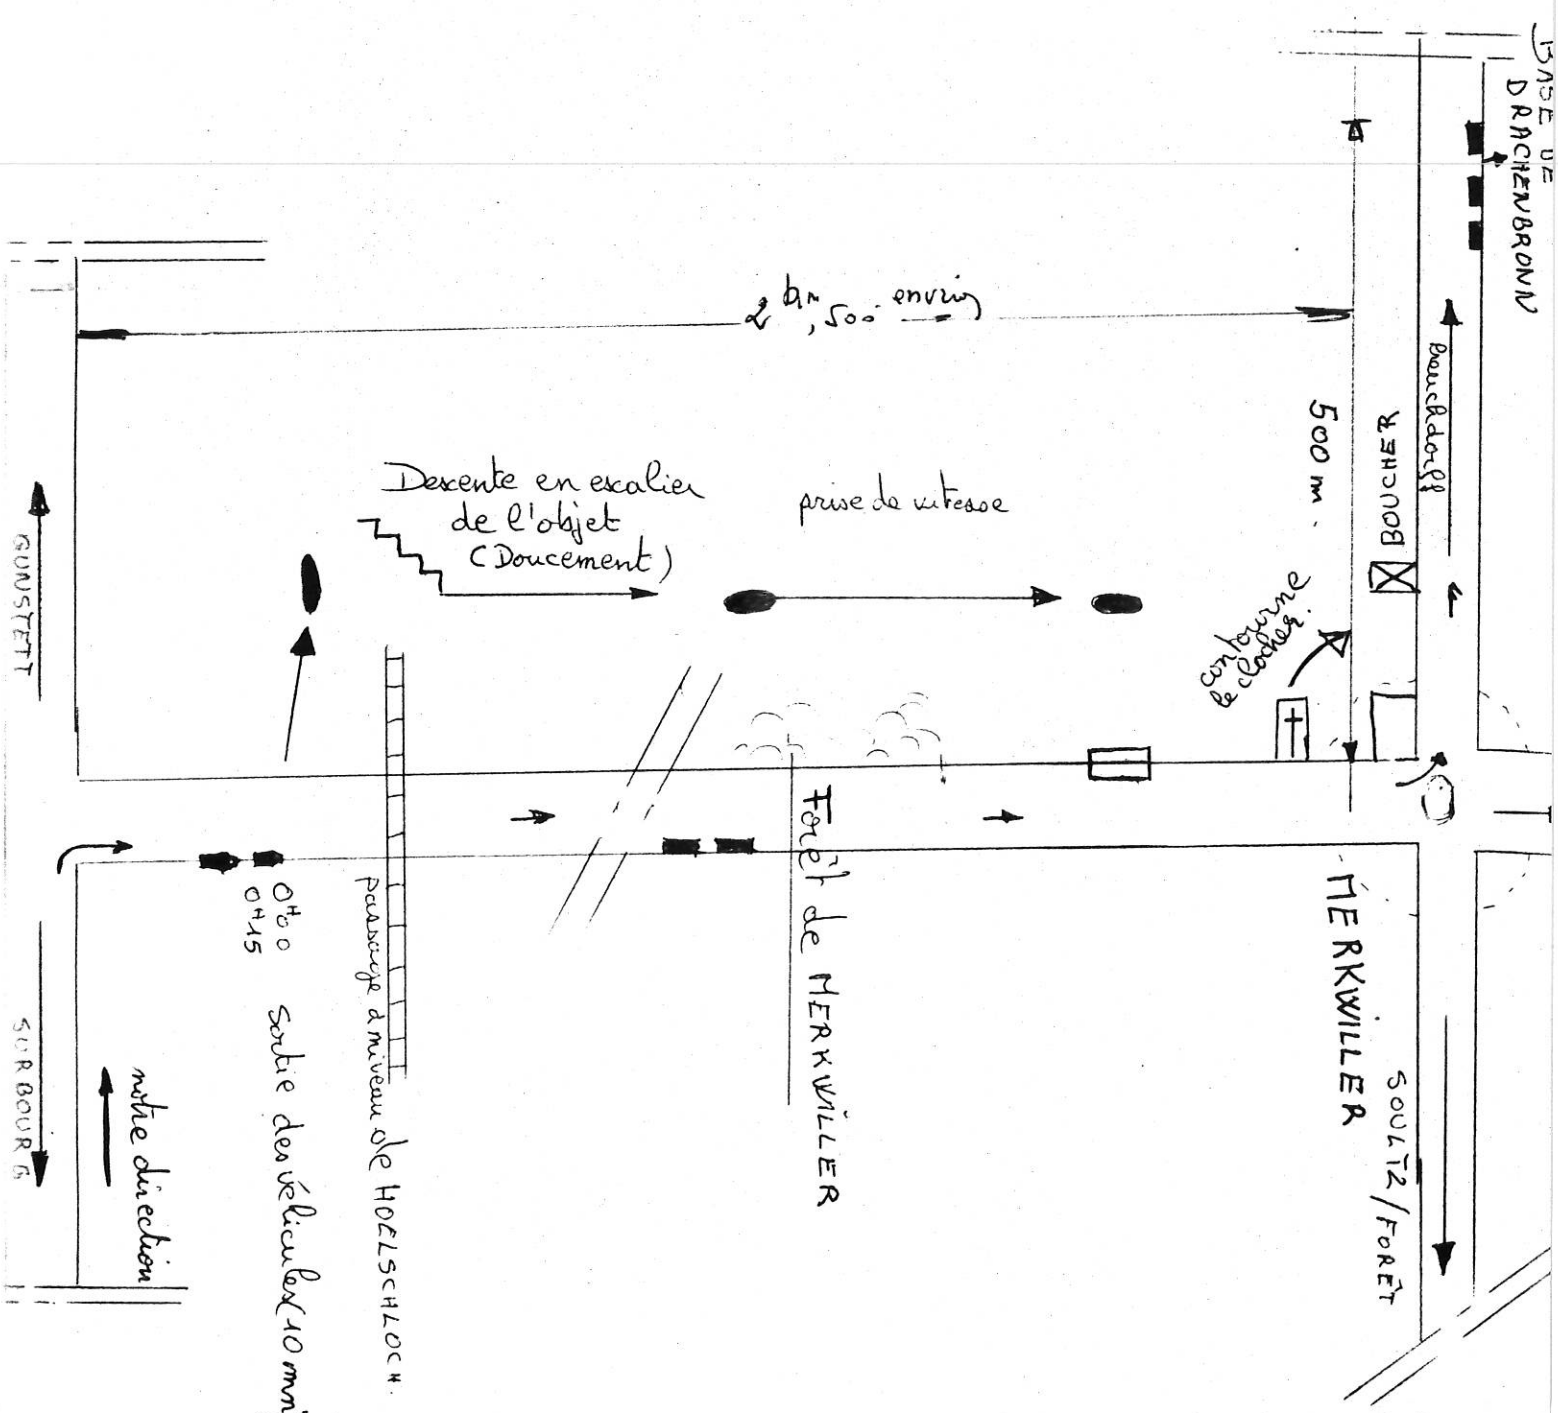 BASE DE
DRACHENBRONN
2 km,500 environ
500 m.
BOUCHER
Descente en escalier
de l'objet
(Doucement)
prise de vitesse
contourne
le clocher.
GUNSTETT
SURBOURG
notre direction
0H00
0H15
Sortie des véhicules (10 mn
Passage à niveau de HOELSCHLOCH.
Forêt de MERKWILLER
MERKWILLER
SOULTZ/FORÊT